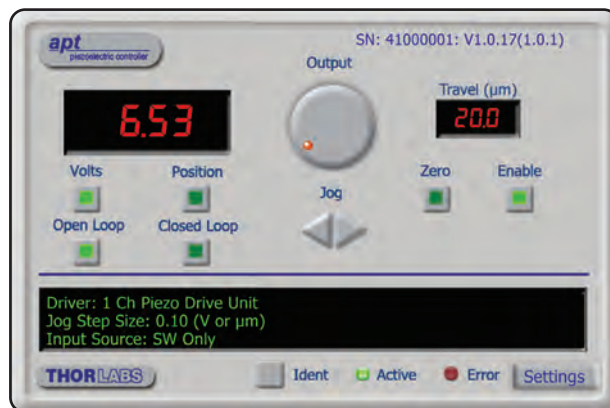 apt
piezoelectric controller
SN: 41000001: V1.0.17(1.0.1)
Output
Travel (µm)
6.53
20.0
Volts
Position
Zero
Enable
Jog
Open Loop
Closed Loop
Driver: 1 Ch Piezo Drive Unit
Jog Step Size: 0.10 (V or µm)
Input Source: SW Only
THORLABS
Ident
Active
Error
Settings